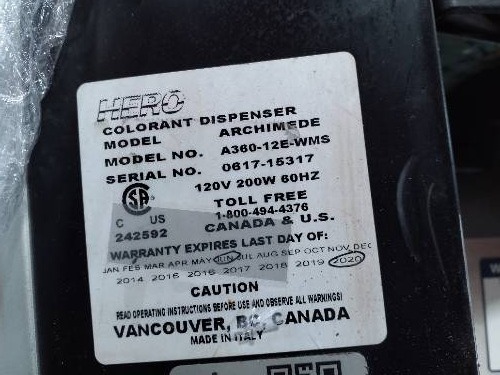 HERO
COLORANT DISPENSER
MODEL ARCHIMEDE
MODEL NO. A360-12E-WMS
SERIAL NO. 0617-15317
120V 200W 60HZ
SA
C US
242592
TOLL FREE
1-800-494-4376
CANADA & U.S.
WARRANTY EXPIRES LAST DAY OF:
JAN FEB MAR APR MAY JUN JUL AUG SEP OCT NOV DEC
2014 2015 2016 2017 2018 2019 2020
CAUTION
READ OPERATING INSTRUCTIONS BEFORE USE AND OBSERVE ALL WARNINGS!
VANCOUVER, BC, CANADA
MADE IN ITALY